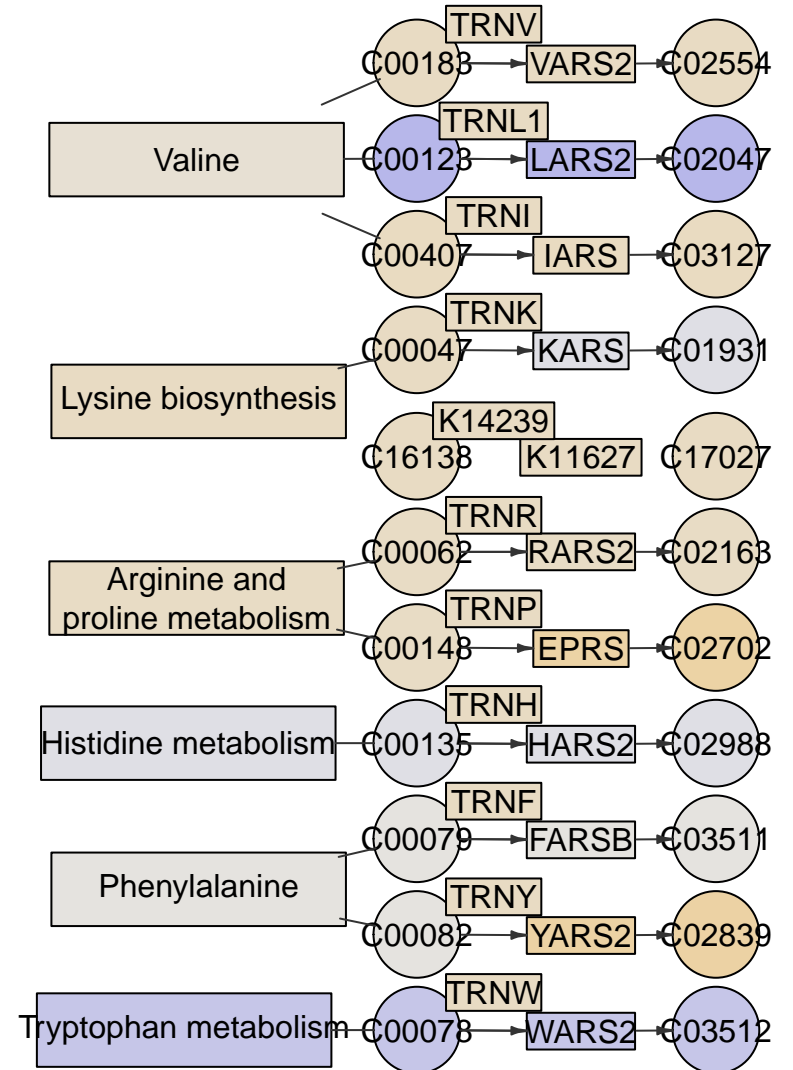 TRNV
C00183 VARS2 C02554
TRNL1
Valine C00123 LARS2 C02047
TRNI
C00407 IARS C03127
TRNK
C00047 KARS C01931
Lysine biosynthesis
K14239
C16138 K11627 C17027
TRNR
C00062 RARS2 C02163
Arginine and
proline metabolism
TRNP
C00148 EPRS C02702
TRNH
Histidine metabolism C00135 HARS2 C02988
TRNF
C00079 FARSB C03511
Phenylalanine
TRNY
C00082 YARS2 C02839
TRNW
Tryptophan metabolism C00078 WARS2 C03512